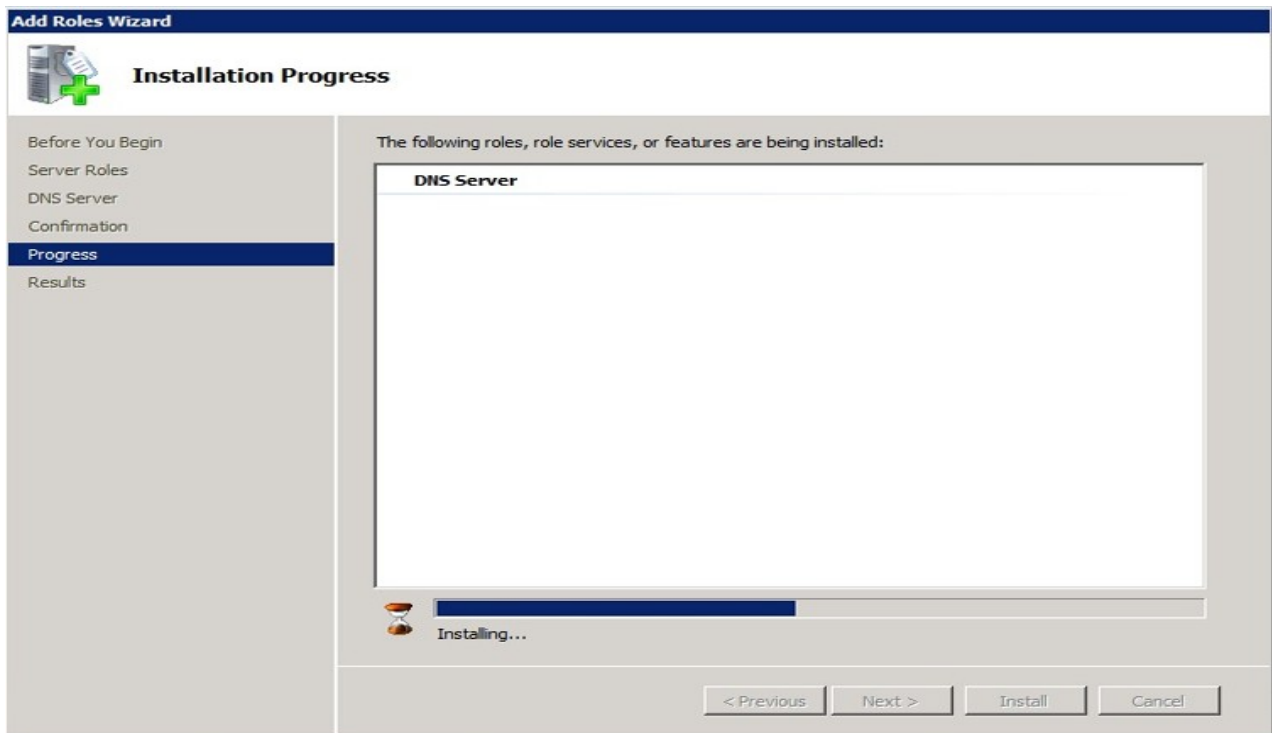 Add Roles Wizard
Installation Progress
Before You Begin
Server Roles
DNS Server
Confirmation
Progress
Results
The following roles, role services, or features are being installed:
DNS Server
Installing...
< Previous
Next >
Install
Cancel